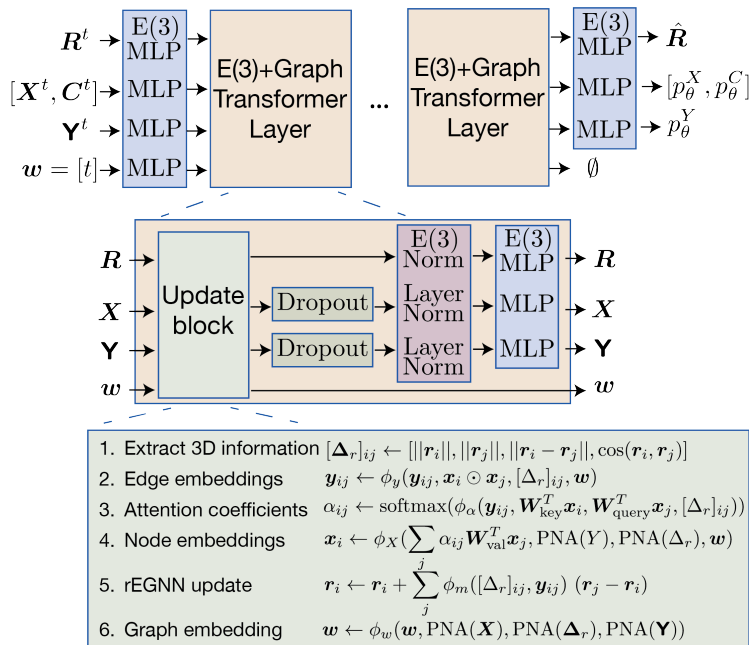 R^t E(3) MLP E(3)+Graph Transformer Layer ... E(3)+Graph Transformer Layer E(3) MLP R̂
[X^t, C^t] MLP MLP [p_θ^X, p_θ^C]
Y^t MLP MLP p_θ^Y
w = [t] MLP ∅
R Update block E(3) Norm E(3) MLP R
X Dropout Layer Norm MLP X
Y Dropout Layer Norm MLP Y
w w
1. Extract 3D information [Δ_r]_ij ← [||r_i||, ||r_j||, ||r_i − r_j||, cos(r_i, r_j)]
2. Edge embeddings y_ij ← ϕ_y(y_ij, x_i ⊙ x_j, [Δ_r]_ij, w)
3. Attention coefficients α_ij ← softmax(ϕ_α(y_ij, W_key^T x_i, W_query^T x_j, [Δ_r]_ij))
4. Node embeddings x_i ← ϕ_X(∑_j α_ij W_val^T x_j, PNA(Y), PNA(Δ_r), w)
5. rEGNN update r_i ← r_i + ∑_j ϕ_m([Δ_r]_ij, y_ij) (r_j − r_i)
6. Graph embedding w ← ϕ_w(w, PNA(X), PNA(Δ_r), PNA(Y))